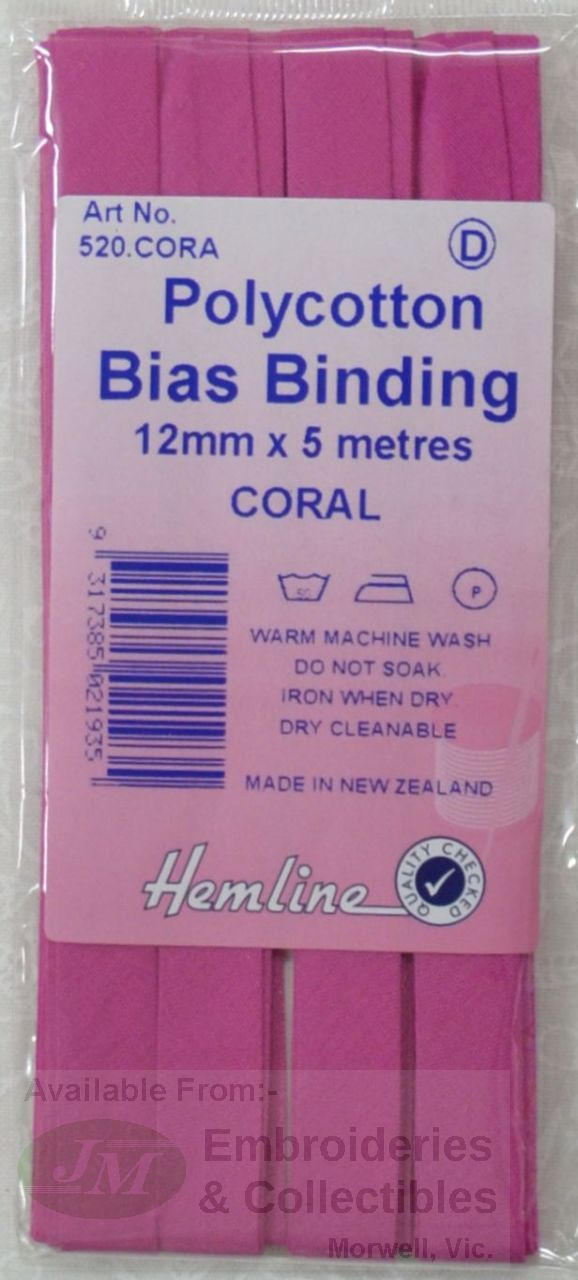 Art No.
520.CORA
D
Polycotton
Bias Binding
12mm x 5 metres
CORAL
9 317385 021935
50
P
WARM MACHINE WASH
DO NOT SOAK.
IRON WHEN DRY.
DRY CLEANABLE
MADE IN NEW ZEALAND
Hemline
QUALITY CHECKED
Available From:-
JM
Embroideries
& Collectibles
Morwell, Vic.